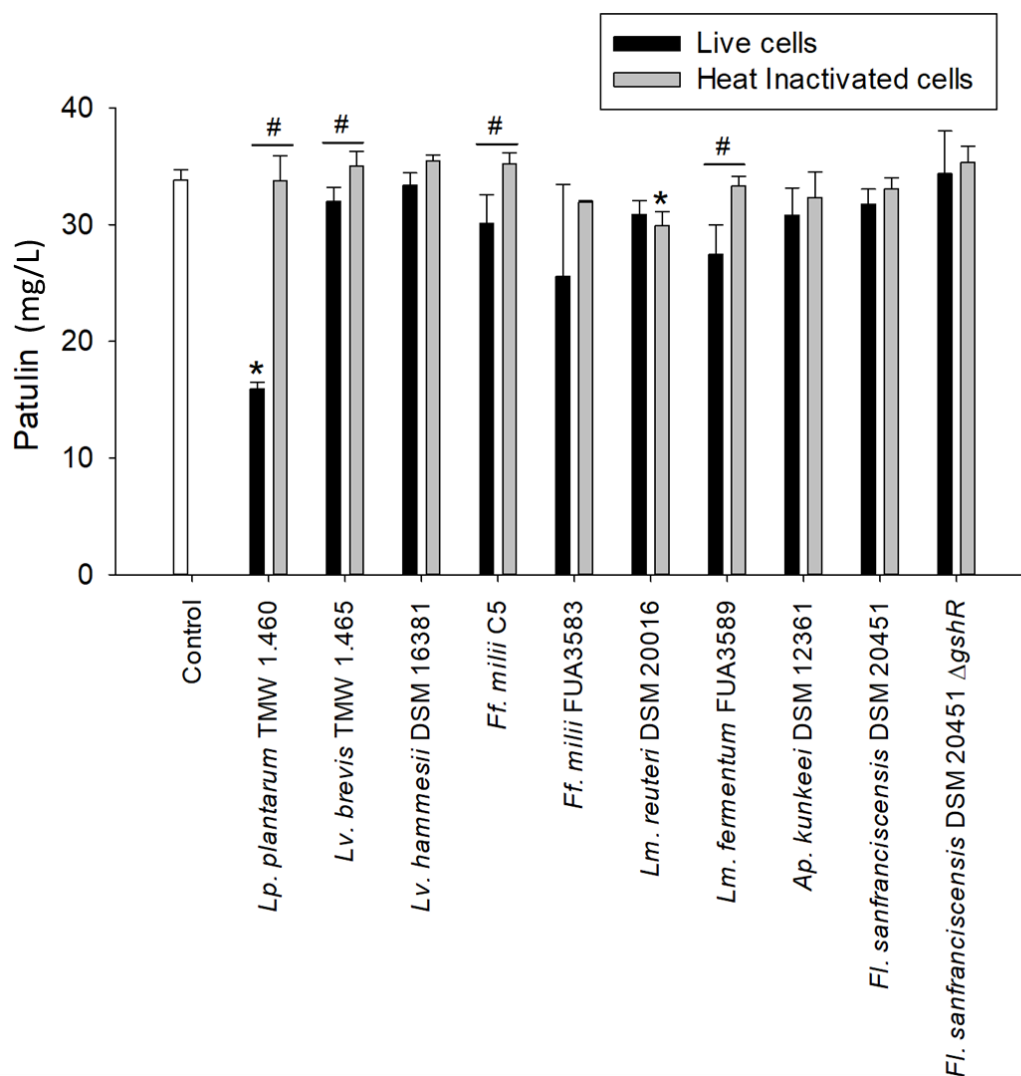 Live cells
Heat Inactivated cells
Patulin (mg/L)
40
30
20
10
0
#
#
#
#
*
*
Control
Lp. plantarum TMW 1.460
Lv. brevis TMW 1.465
Lv. hammesii DSM 16381
Ff. milii C5
Ff. milii FUA3583
Lm. reuteri DSM 20016
Lm. fermentum FUA3589
Ap. kunkeei DSM 12361
Fl. sanfranciscensis DSM 20451
Fl. sanfranciscensis DSM 20451 ΔgshR